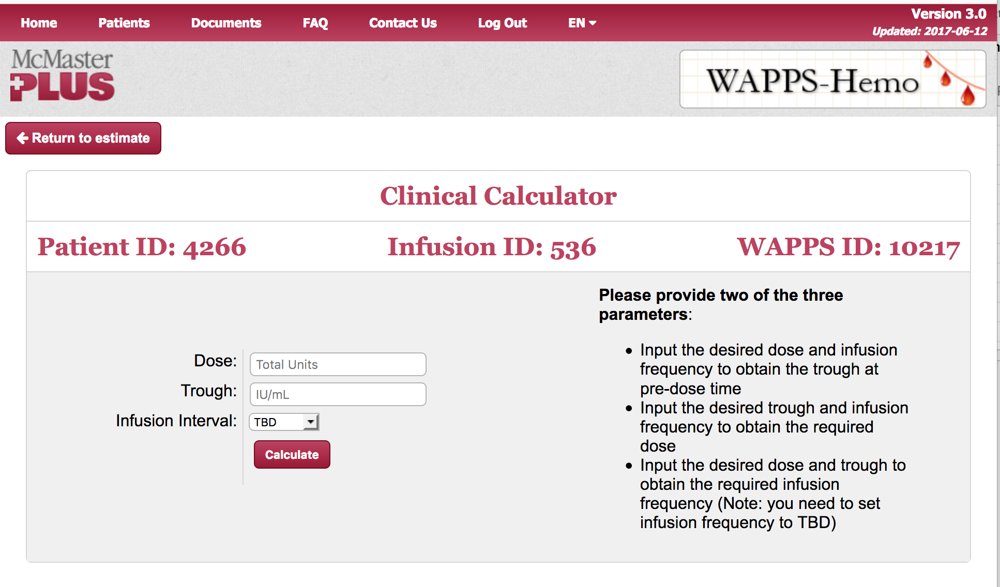 Home Patients Documents FAQ Contact Us Log Out EN
Version 3.0
Updated: 2017-06-12
McMaster
PLUS
WAPPS-Hemo
Return to estimate
Clinical Calculator
Patient ID: 4266 Infusion ID: 536 WAPPS ID: 10217
Dose: Total Units
Trough: IU/mL
Infusion Interval: TBD
Calculate
Please provide two of the three
parameters:
• Input the desired dose and infusion
frequency to obtain the trough at
pre-dose time
• Input the desired trough and infusion
frequency to obtain the required
dose
• Input the desired dose and trough to
obtain the required infusion
frequency (Note: you need to set
infusion frequency to TBD)